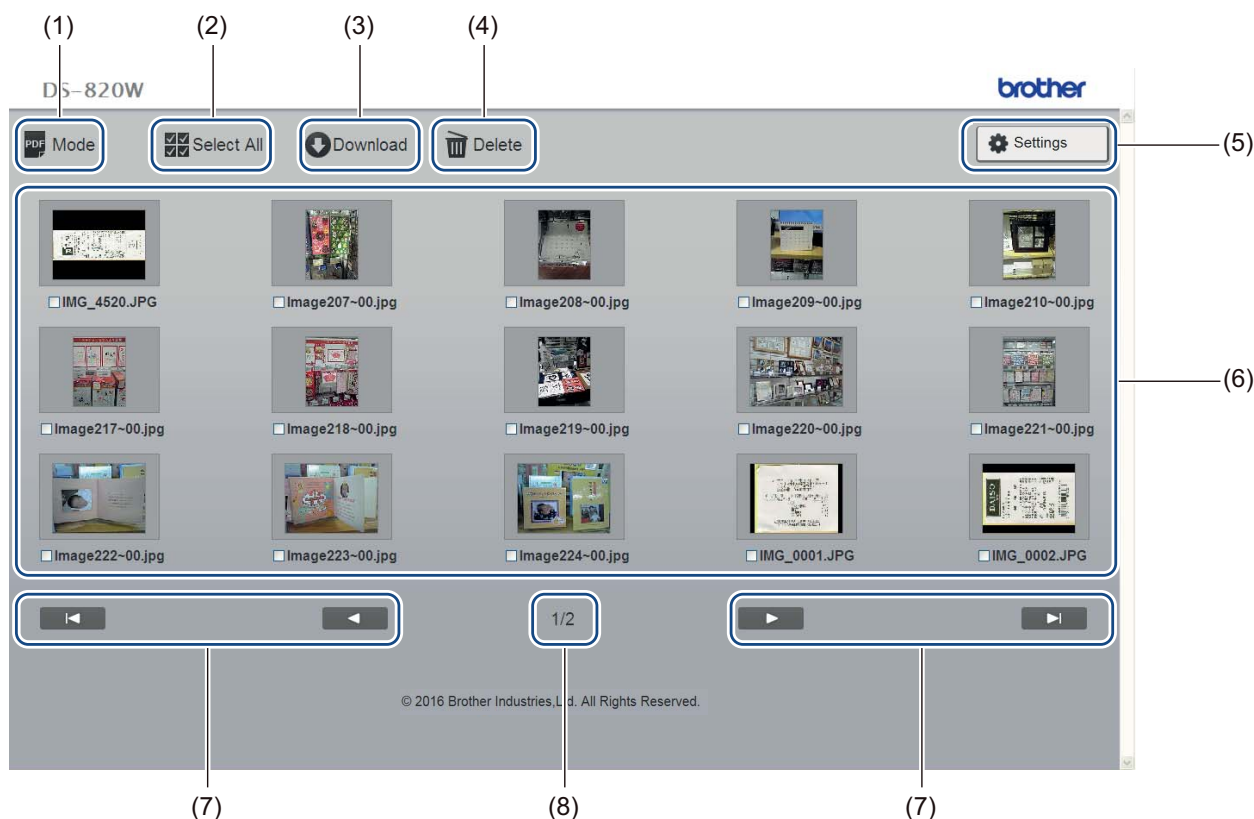 (1) (2) (3) (4)
DS-820W brother
PDF Mode Select All Download Delete Settings (5)
IMG_4520.JPG Image207~00.jpg Image208~00.jpg Image209~00.jpg Image210~00.jpg
(6)
Image217~00.jpg Image218~00.jpg Image219~00.jpg Image220~00.jpg Image221~00.jpg
DAISO
Image222~00.jpg Image223~00.jpg Image224~00.jpg IMG_0001.JPG IMG_0002.JPG
1/2
© 2016 Brother Industries,Ltd. All Rights Reserved.
(7) (8) (7)